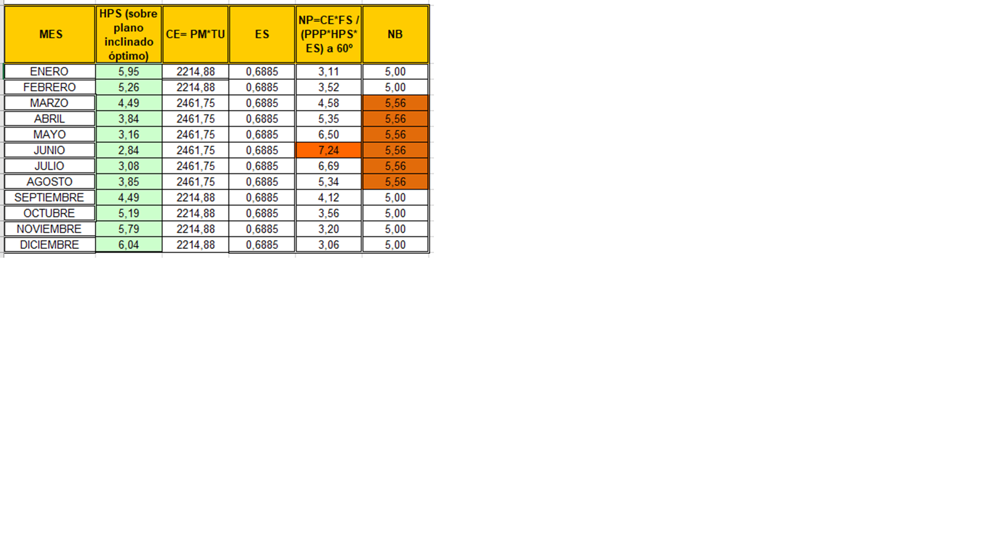 MES HPS (sobre plano inclinado óptimo) CE= PM*TU ES NP=CE*FS / (PPP*HPS* ES) a 60º NB
ENERO 5,95 2214,88 0,6885 3,11 5,00
FEBRERO 5,26 2214,88 0,6885 3,52 5,00
MARZO 4,49 2461,75 0,6885 4,58 5,56
ABRIL 3,84 2461,75 0,6885 5,35 5,56
MAYO 3,16 2461,75 0,6885 6,50 5,56
JUNIO 2,84 2461,75 0,6885 7,24 5,56
JULIO 3,08 2461,75 0,6885 6,69 5,56
AGOSTO 3,85 2461,75 0,6885 5,34 5,56
SEPTIEMBRE 4,49 2214,88 0,6885 4,12 5,00
OCTUBRE 5,19 2214,88 0,6885 3,56 5,00
NOVIEMBRE 5,79 2214,88 0,6885 3,20 5,00
DICIEMBRE 6,04 2214,88 0,6885 3,06 5,00